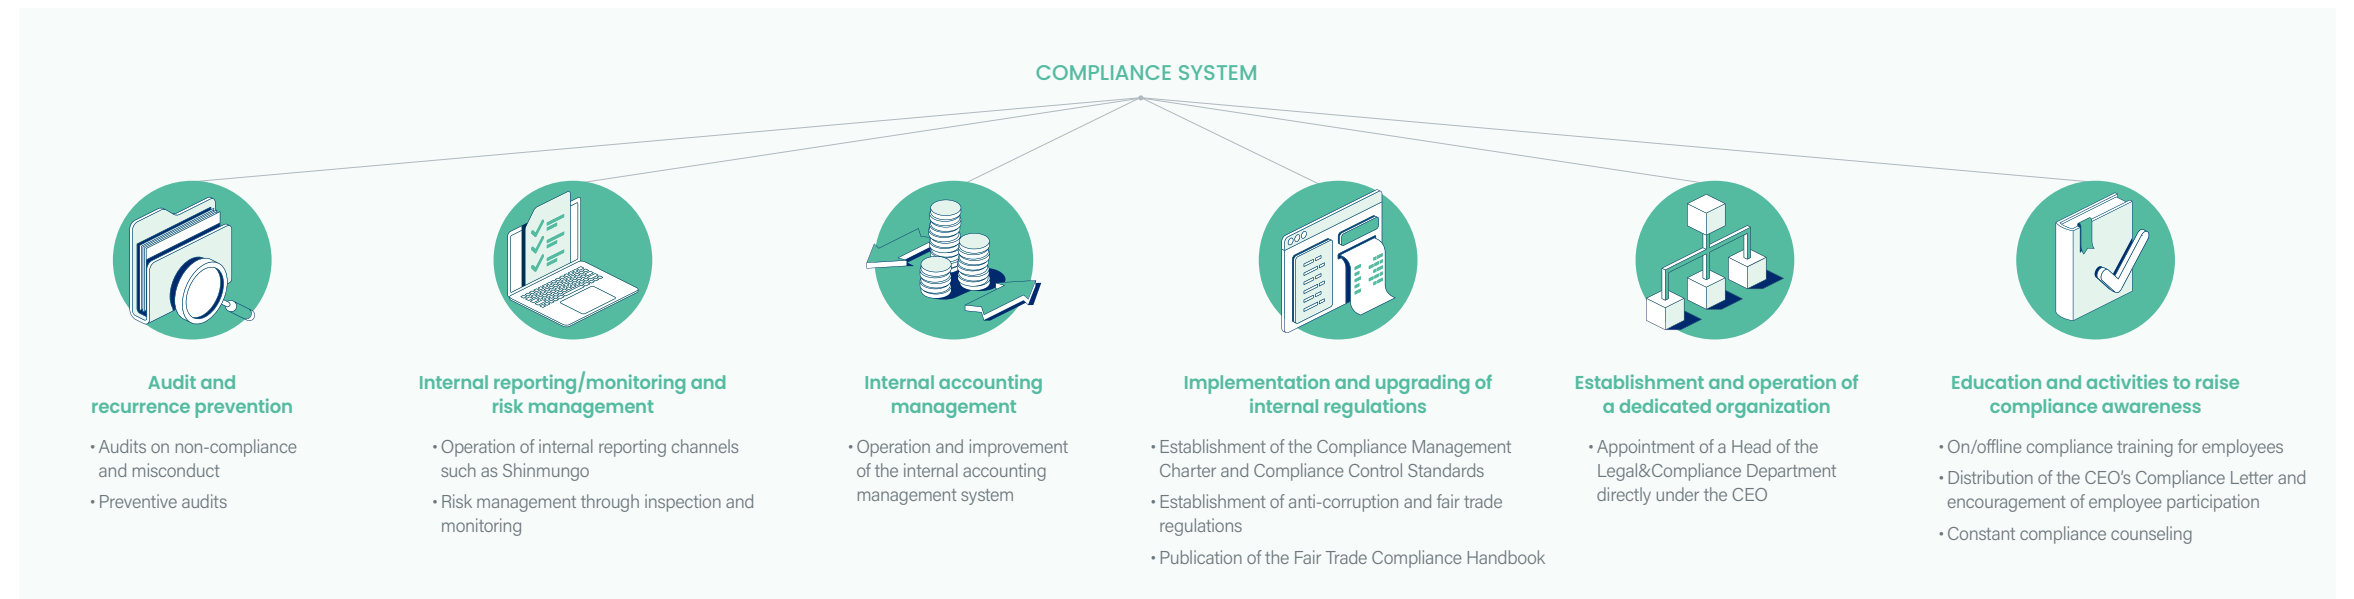 COMPLIANCE SYSTEM
Audit and
recurrence prevention
• Audits on non-compliance
and misconduct
• Preventive audits
Internal reporting/monitoring and
risk management
• Operation of internal reporting channels
such as Shinmungo
• Risk management through inspection and
monitoring
Internal accounting
management
• Operation and improvement
of the internal accounting
management system
Implementation and upgrading of
internal regulations
• Establishment of the Compliance Management
Charter and Compliance Control Standards
• Establishment of anti-corruption and fair trade
regulations
• Publication of the Fair Trade Compliance Handbook
Establishment and operation of
a dedicated organization
• Appointment of a Head of the
Legal&Compliance Department
directly under the CEO
Education and activities to raise
compliance awareness
• On/offline compliance training for employees
• Distribution of the CEO’s Compliance Letter and
encouragement of employee participation
• Constant compliance counseling